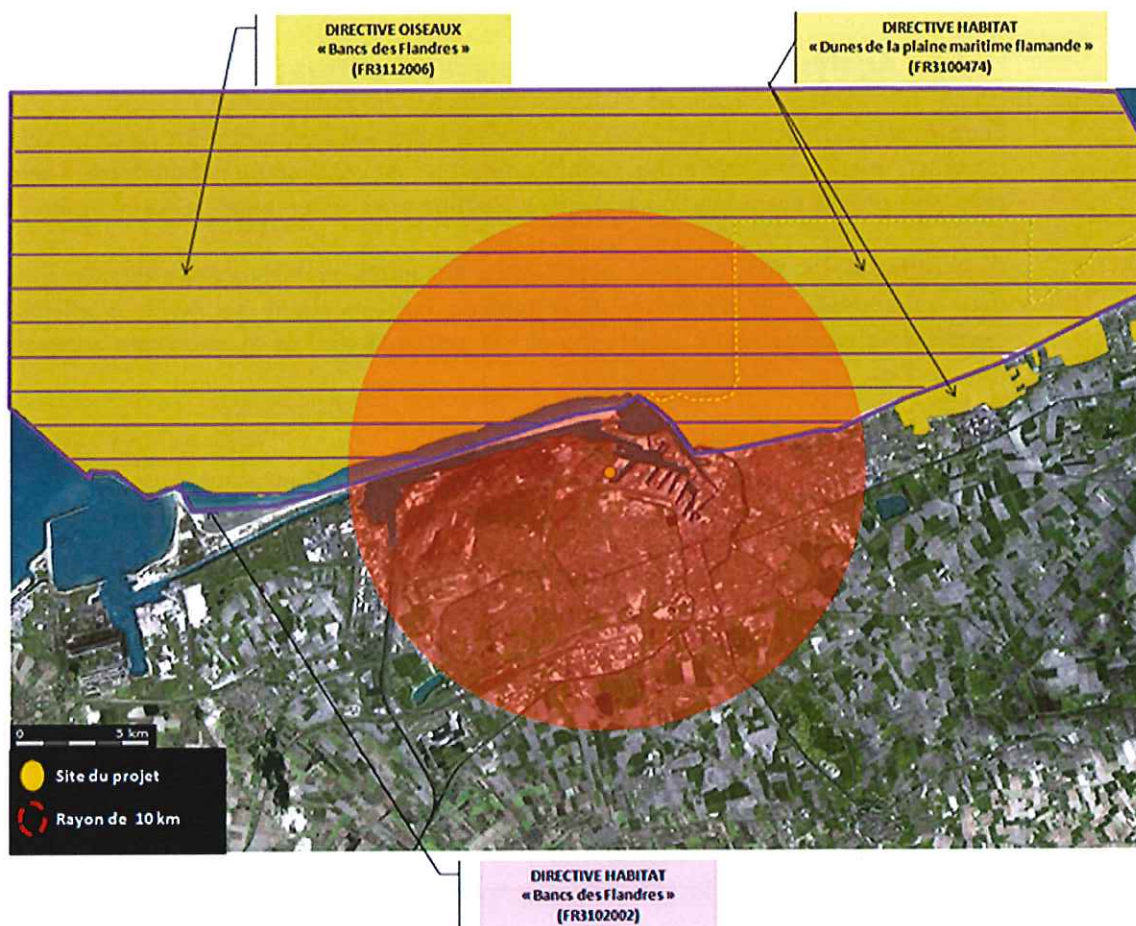 DIRECTIVE OISEAUX
« Bancs des Flandres »
(FR3112006)
DIRECTIVE HABITAT
« Dunes de la plaine maritime flamande »
(FR3100474)
0 5 km
Site du projet
Rayon de 10 km
DIRECTIVE HABITAT
« Bancs des Flandres »
(FR3102002)